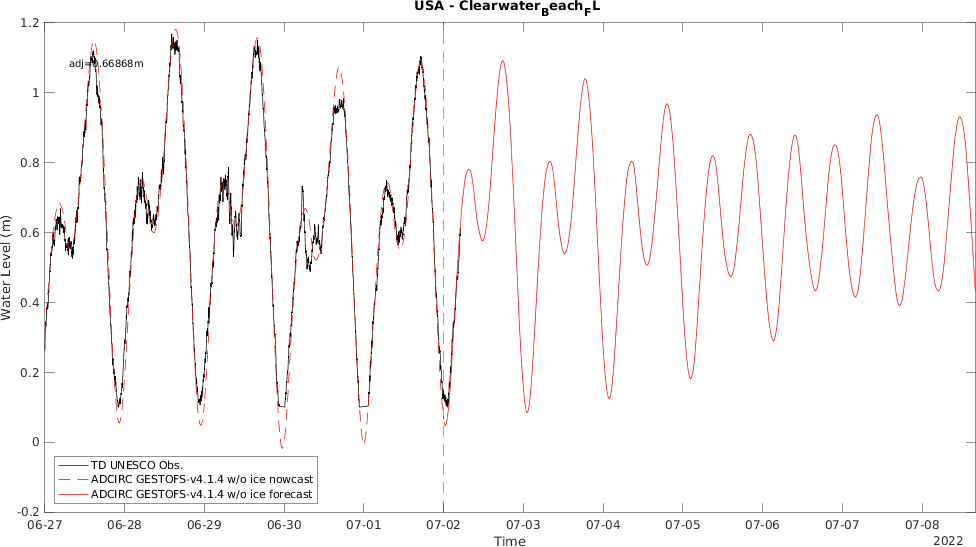 USA - Clearwater_Beach_FL
1.2
1
0.8
0.6
0.4
0.2
0
-0.2
Water Level (m)
adj=0.66868m
TD UNESCO Obs.
ADCIRC GESTOFS-v4.1.4 w/o ice nowcast
ADCIRC GESTOFS-v4.1.4 w/o ice forecast
06-27 06-28 06-29 06-30 07-01 07-02 07-03 07-04 07-05 07-06 07-07 07-08
Time
2022